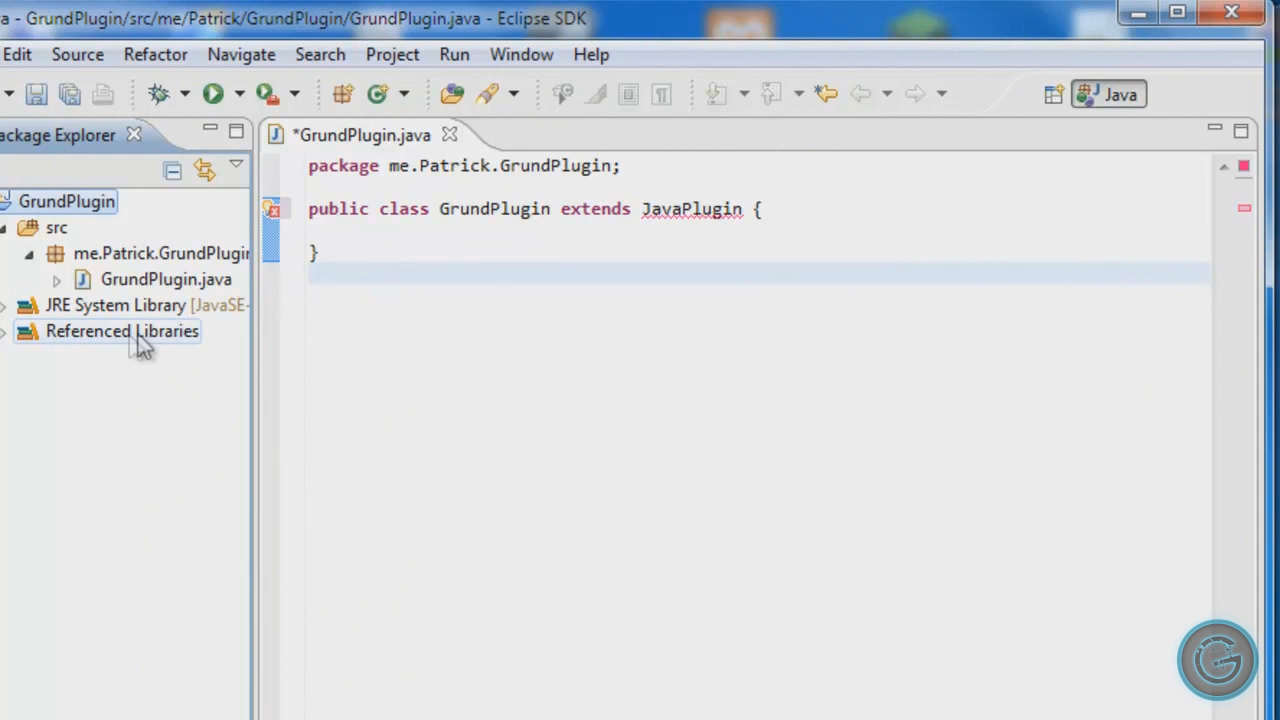 a - GrundPlugin/src/me/Patrick/GrundPlugin/GrundPlugin.java - Eclipse SDK
Edit Source Refactor Navigate Search Project Run Window Help
Java
ackage Explorer
*GrundPlugin.java
GrundPlugin
src
me.Patrick.GrundPlugin
GrundPlugin.java
JRE System Library [JavaSE-
Referenced Libraries
package me.Patrick.GrundPlugin;
public class GrundPlugin extends JavaPlugin {
}
G